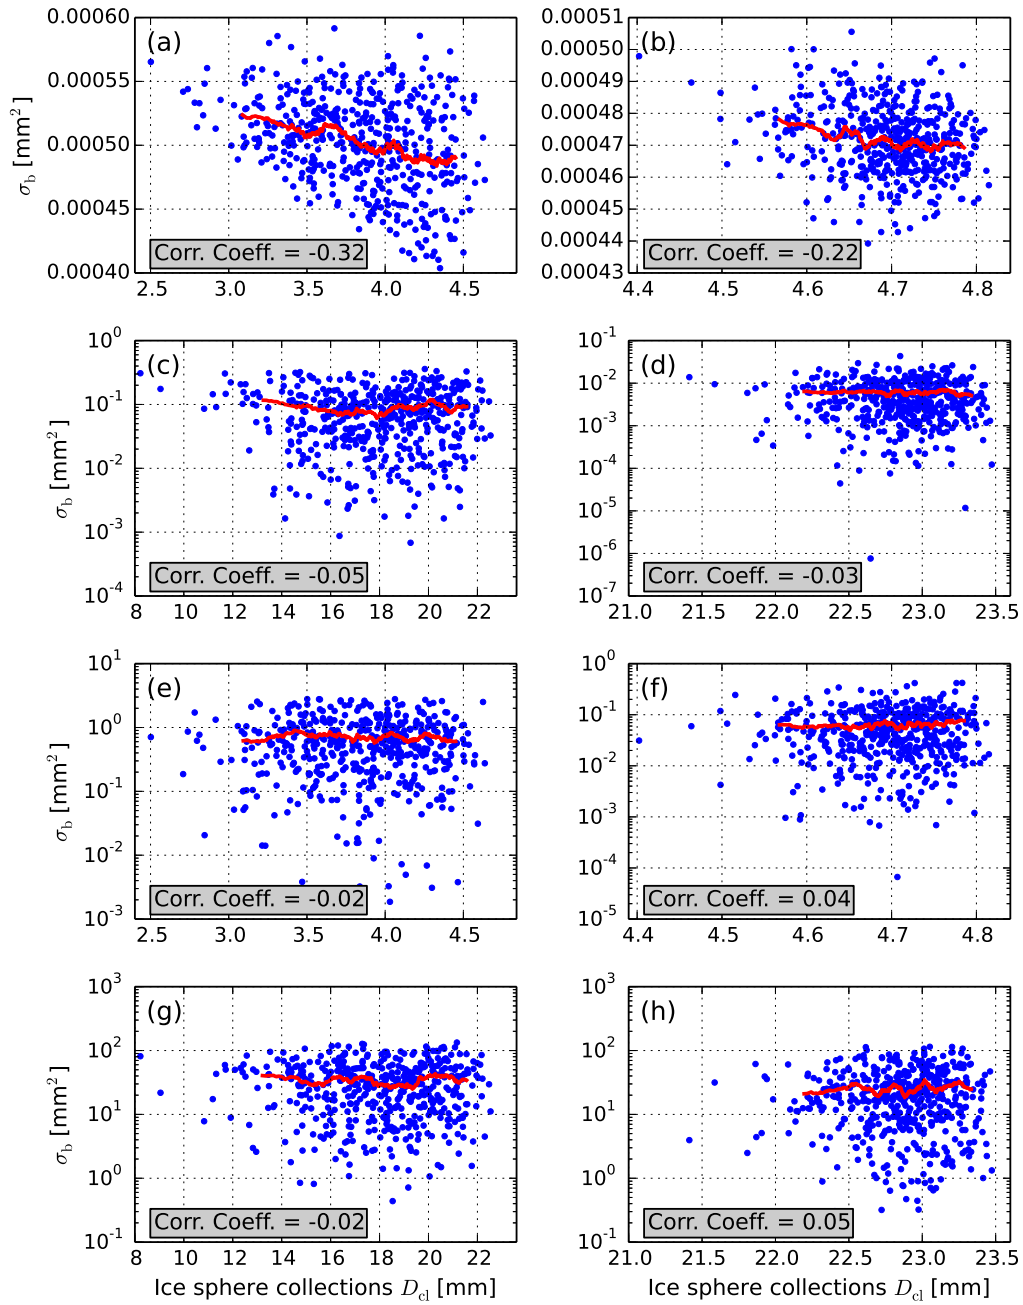 0.00060
0.00055
0.00050
0.00045
0.00040
σb [mm²]
(a)
Corr. Coeff. = -0.32
2.5 3.0 3.5 4.0 4.5
0.00051
0.00050
0.00049
0.00048
0.00047
0.00046
0.00045
0.00044
0.00043
(b)
Corr. Coeff. = -0.22
4.4 4.5 4.6 4.7 4.8
10⁰
10⁻¹
10⁻²
10⁻³
10⁻⁴
σb [mm²]
(c)
Corr. Coeff. = -0.05
8 10 12 14 16 18 20 22
10⁻¹
10⁻²
10⁻³
10⁻⁴
10⁻⁵
10⁻⁶
10⁻⁷
(d)
Corr. Coeff. = -0.03
21.0 21.5 22.0 22.5 23.0 23.5
10¹
10⁰
10⁻¹
10⁻²
10⁻³
σb [mm²]
(e)
Corr. Coeff. = -0.02
2.5 3.0 3.5 4.0 4.5
10⁰
10⁻¹
10⁻²
10⁻³
10⁻⁴
10⁻⁵
(f)
Corr. Coeff. = 0.04
4.4 4.5 4.6 4.7 4.8
10³
10²
10¹
10⁰
10⁻¹
σb [mm²]
(g)
Corr. Coeff. = -0.02
8 10 12 14 16 18 20 22
Ice sphere collections Dcl [mm]
10³
10²
10¹
10⁰
10⁻¹
(h)
Corr. Coeff. = 0.05
21.0 21.5 22.0 22.5 23.0 23.5
Ice sphere collections Dcl [mm]